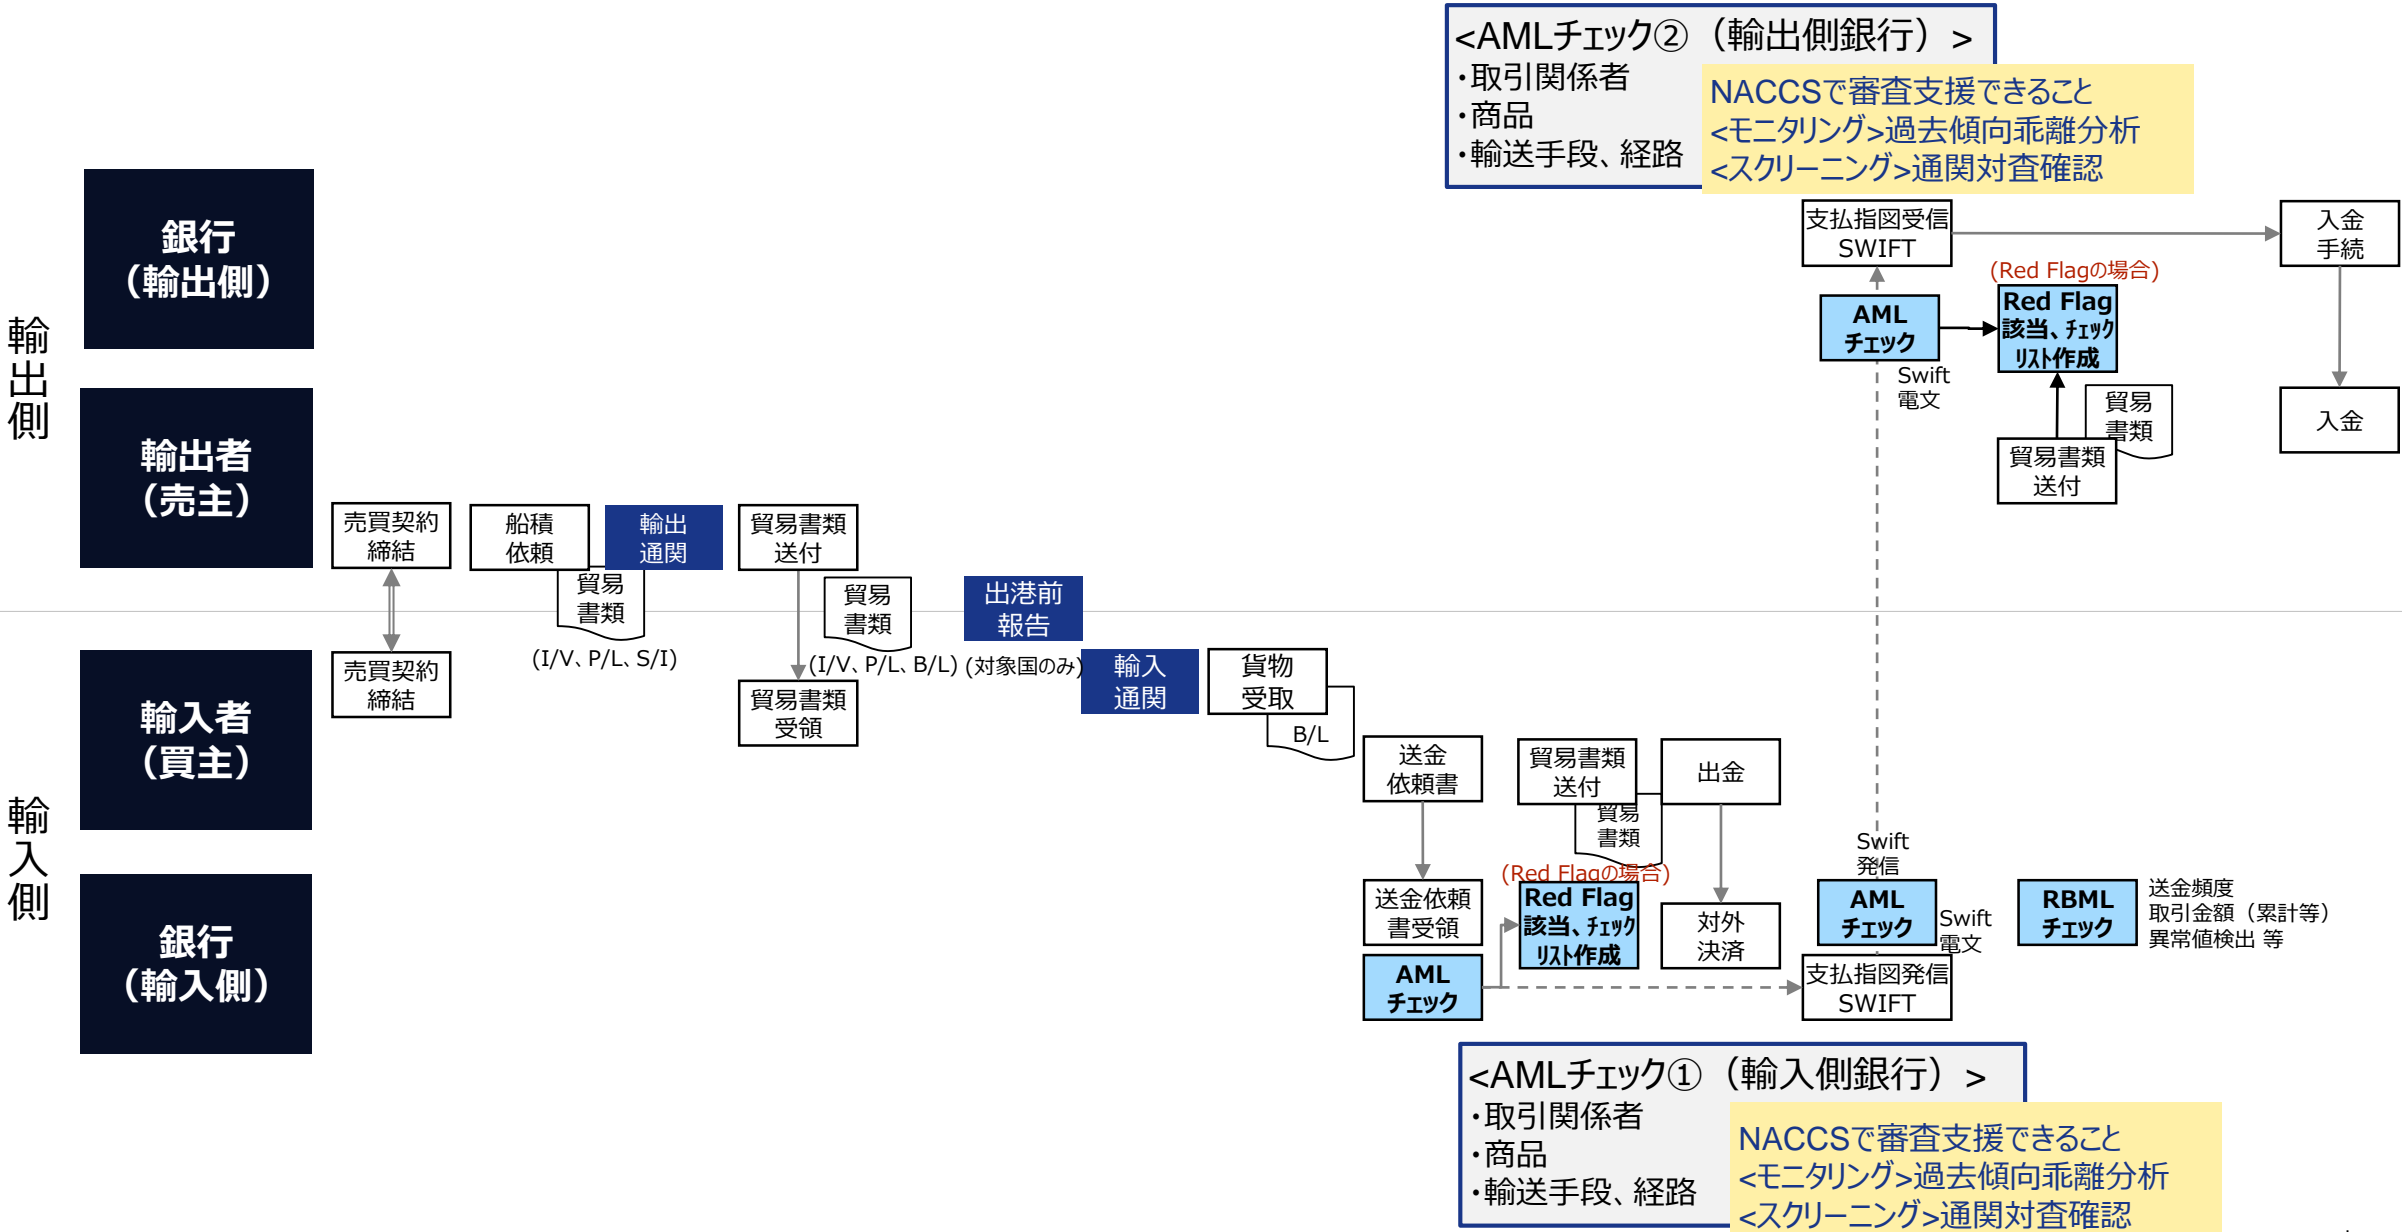 <AMLチェック②（輸出側銀行）>
・取引関係者
・商品
・輸送手段、経路
NACCSで審査支援できること
<モニタリング>過去傾向乖離分析
<スクリーニング>通関対査確認
輸出側
銀行
（輸出側）
支払指図受信
SWIFT
入金
手続
(Red Flagの場合)
AML
チェック
Red Flag
該当、チェック
リスト作成
Swift
電文
貿易
書類
貿易書類
送付
入金
輸出者
（売主）
売買契約
締結
船積
依頼
輸出
通関
貿易書類
送付
貿易
書類
(I/V、P/L、S/I)
貿易
書類
(I/V、P/L、B/L)
出港前
報告
(対象国のみ)
輸入側
輸入者
（買主）
売買契約
締結
貿易書類
受領
輸入
通関
貨物
受取
B/L
送金
依頼書
貿易書類
送付
貿易
書類
出金
銀行
（輸入側）
送金依頼
書受領
(Red Flagの場合)
Red Flag
該当、チェック
リスト作成
対外
決済
Swift
発信
AML
チェック
Swift
電文
RBML
チェック
送金頻度
取引金額（累計等）
異常値検出 等
AML
チェック
支払指図発信
SWIFT
<AMLチェック①（輸入側銀行）>
・取引関係者
・商品
・輸送手段、経路
NACCSで審査支援できること
<モニタリング>過去傾向乖離分析
<スクリーニング>通関対査確認